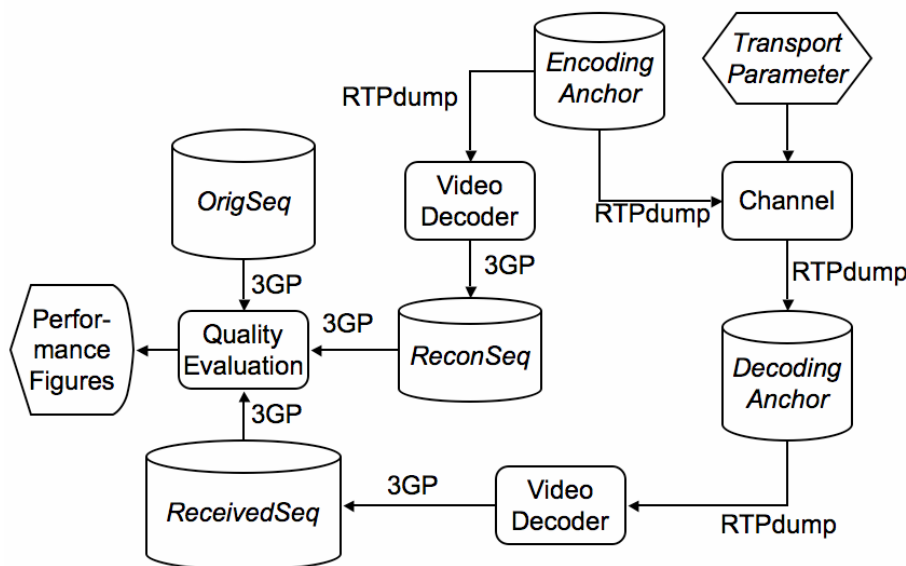 Encoding
Anchor
Transport
Parameter
RTPdump
OrigSeq
Video
Decoder
RTPdump
Channel
3GP
3GP
RTPdump
Perfor-
mance
Figures
Quality
Evaluation
3GP
ReconSeq
Decoding
Anchor
3GP
ReceivedSeq
3GP
Video
Decoder
RTPdump